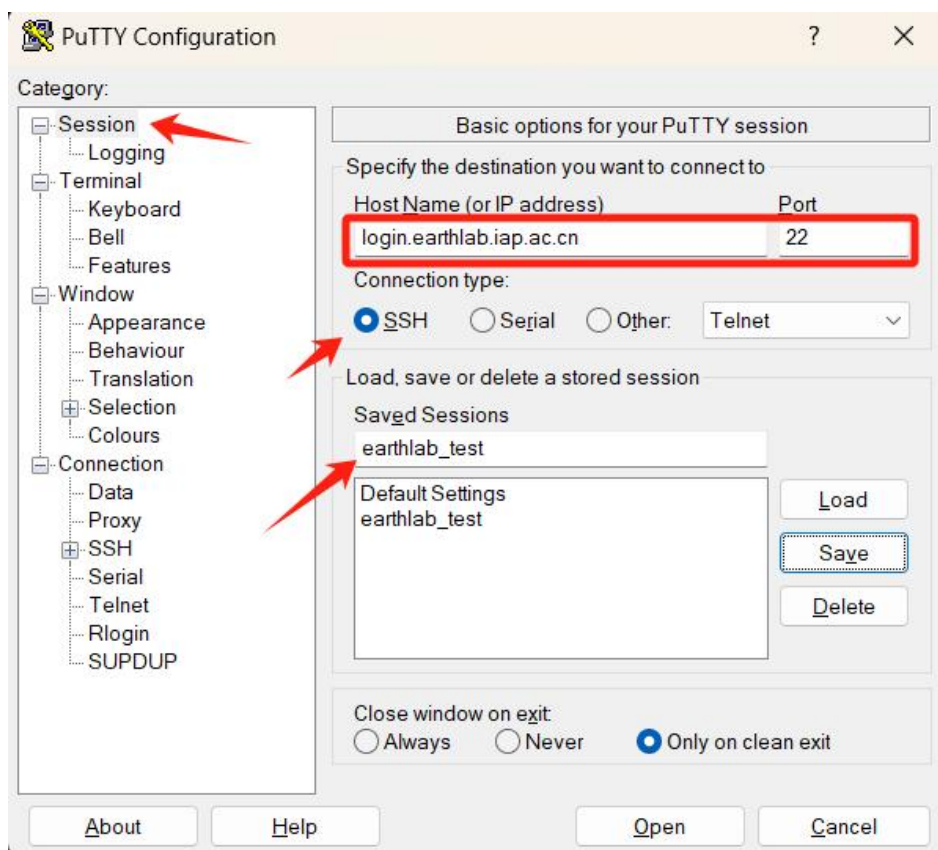 PuTTY Configuration
?
Category:
Session
Logging
Terminal
Keyboard
Bell
Features
Window
Appearance
Behaviour
Translation
Selection
Colours
Connection
Data
Proxy
SSH
Serial
Telnet
Rlogin
SUPDUP
Basic options for your PuTTY session
Specify the destination you want to connect to
Host Name (or IP address) Port
login.earthlab.iap.ac.cn 22
Connection type:
SSH Serial Other: Telnet
Load, save or delete a stored session
Saved Sessions
earthlab_test
Default Settings
earthlab_test
Load
Save
Delete
Close window on exit:
Always Never Only on clean exit
About Help Open Cancel